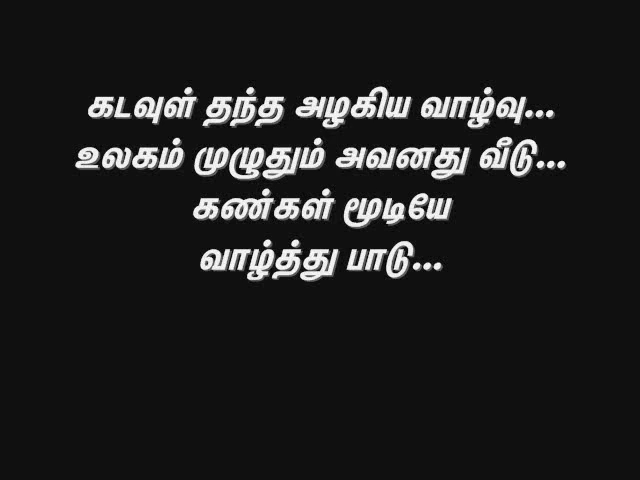 கடவுள் தந்த அழகிய வாழ்வு...
உலகம் முழுதும் அவனது வீடு...
கண்கள் மூடியே
வாழ்த்து பாடு...